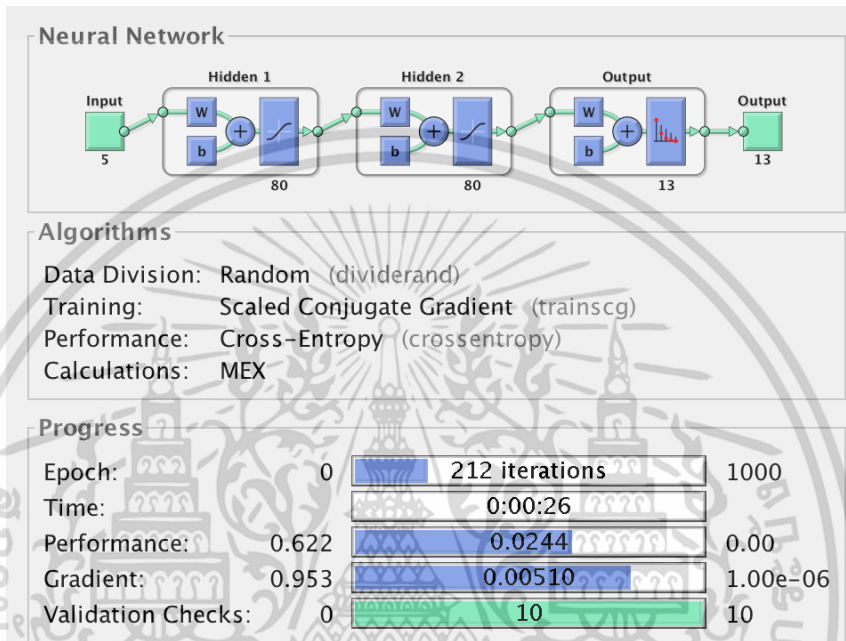 Neural Network
Hidden 1 Hidden 2 Output
Input Output
W W W
+ + +
b b b
5 13
80 80 13
Algorithms
Data Division: Random (dividerand)
Training: Scaled Conjugate Gradient (trainscg)
Performance: Cross-Entropy (crossentropy)
Calculations: MEX
Progress
Epoch: 0 212 iterations 1000
Time: 0:00:26
Performance: 0.622 0.0244 0.00
Gradient: 0.953 0.00510 1.00e-06
Validation Checks: 0 10 10